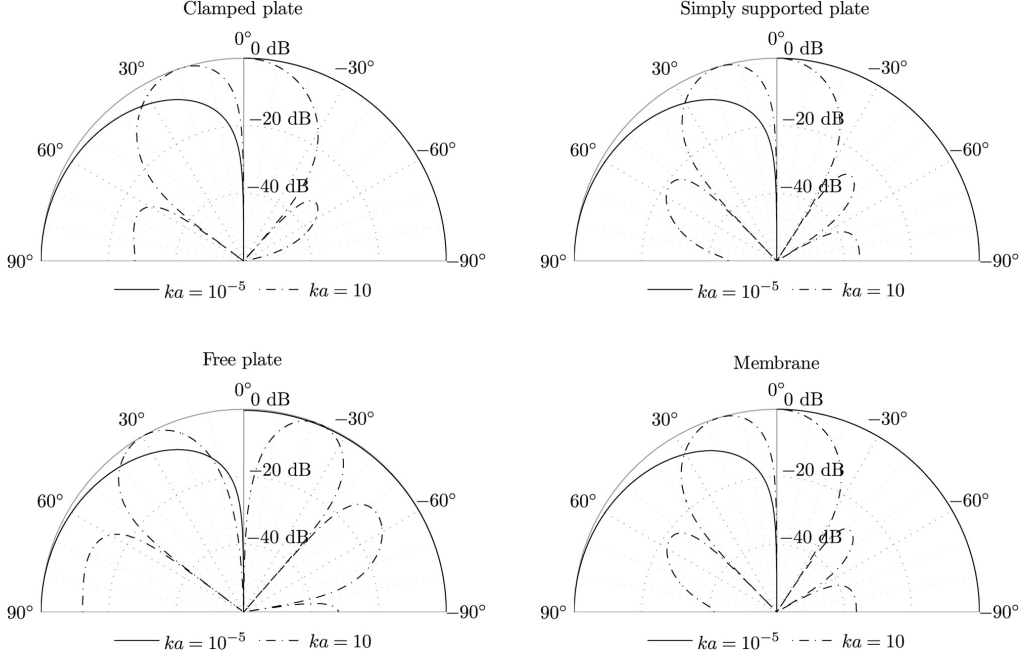 Clamped plate
0°
0 dB
30°
−30°
−20 dB
60°
−60°
−40 dB
90°
−90°
ka = 10⁻⁵
ka = 10
Simply supported plate
0°
0 dB
30°
−30°
−20 dB
60°
−60°
−40 dB
90°
−90°
ka = 10⁻⁵
ka = 10
Free plate
0°
0 dB
30°
−30°
−20 dB
60°
−60°
−40 dB
90°
−90°
ka = 10⁻⁵
ka = 10
Membrane
0°
0 dB
30°
−30°
−20 dB
60°
−60°
−40 dB
90°
−90°
ka = 10⁻⁵
ka = 10